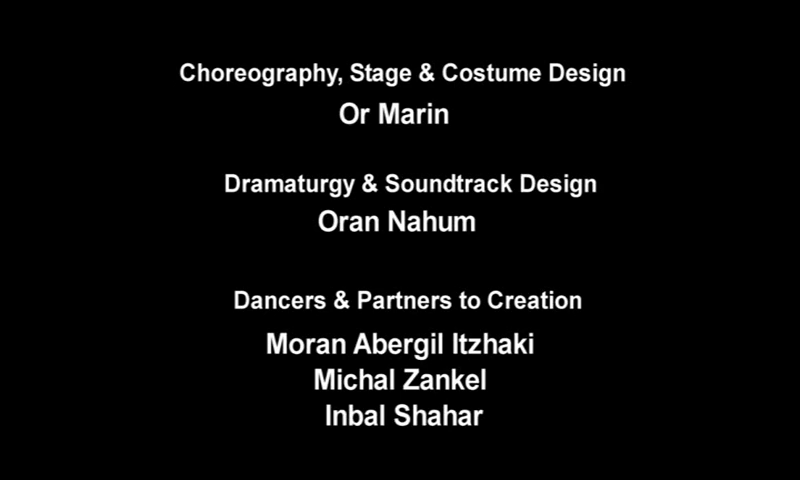 Choreography, Stage & Costume Design
Or Marin
Dramaturgy & Soundtrack Design
Oran Nahum
Dancers & Partners to Creation
Moran Abergil Itzhaki
Michal Zankel
Inbal Shahar